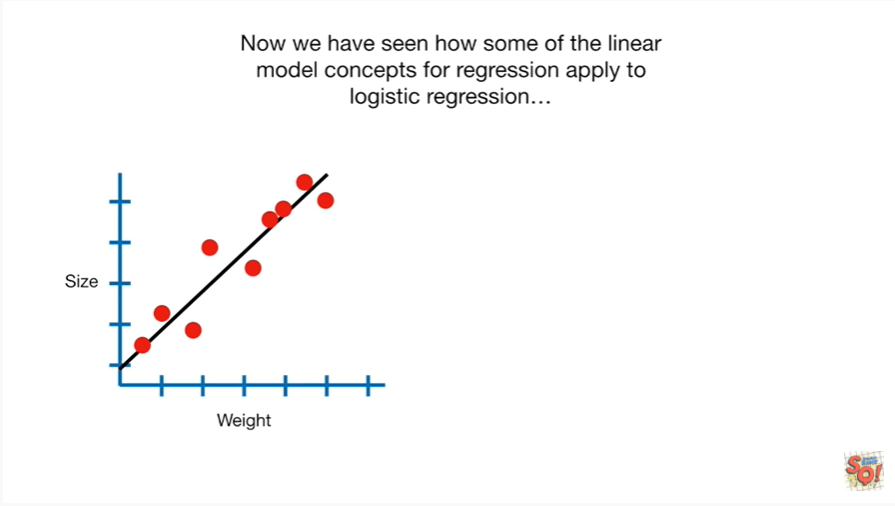 Now we have seen how some of the linear
model concepts for regression apply to
logistic regression…
Size
Weight
SQ!